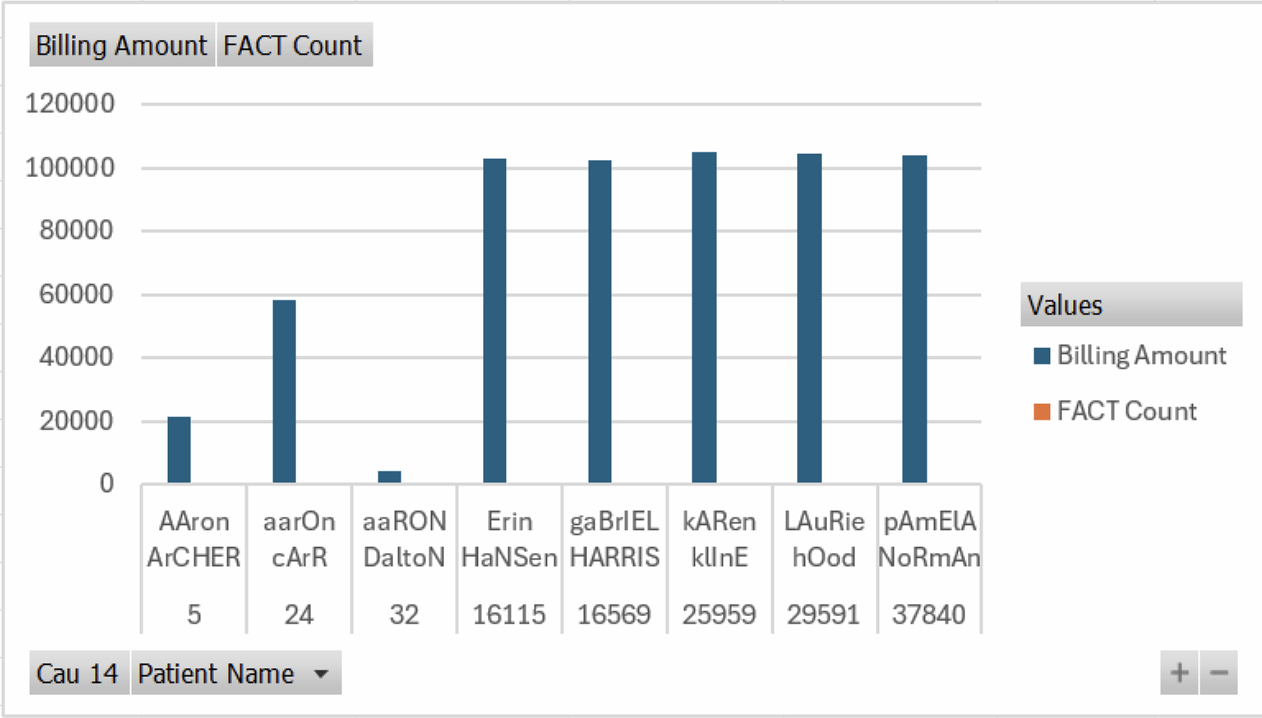 Billing Amount FACT Count
120000
100000
80000
60000
40000
20000
0
Values
Billing Amount
FACT Count
AAron aarOn aaRON Erin gaBrIEL kARen LAuRie pAmElA
ArCHER cArR DaltoN HaNSen HARRIS klInE hOod NoRmAn
5 24 32 16115 16569 25959 29591 37840
Cau 14 Patient Name
+ −